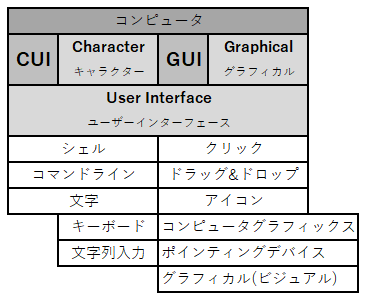 コンピュータ
CUI Character キャラクター GUI Graphical グラフィカル
User Interface
ユーザーインターフェース
シェル クリック
コマンドライン ドラッグ&ドロップ
文字 アイコン
キーボード コンピュータグラフィックス
文字列入力 ポインティングデバイス
グラフィカル(ビジュアル)